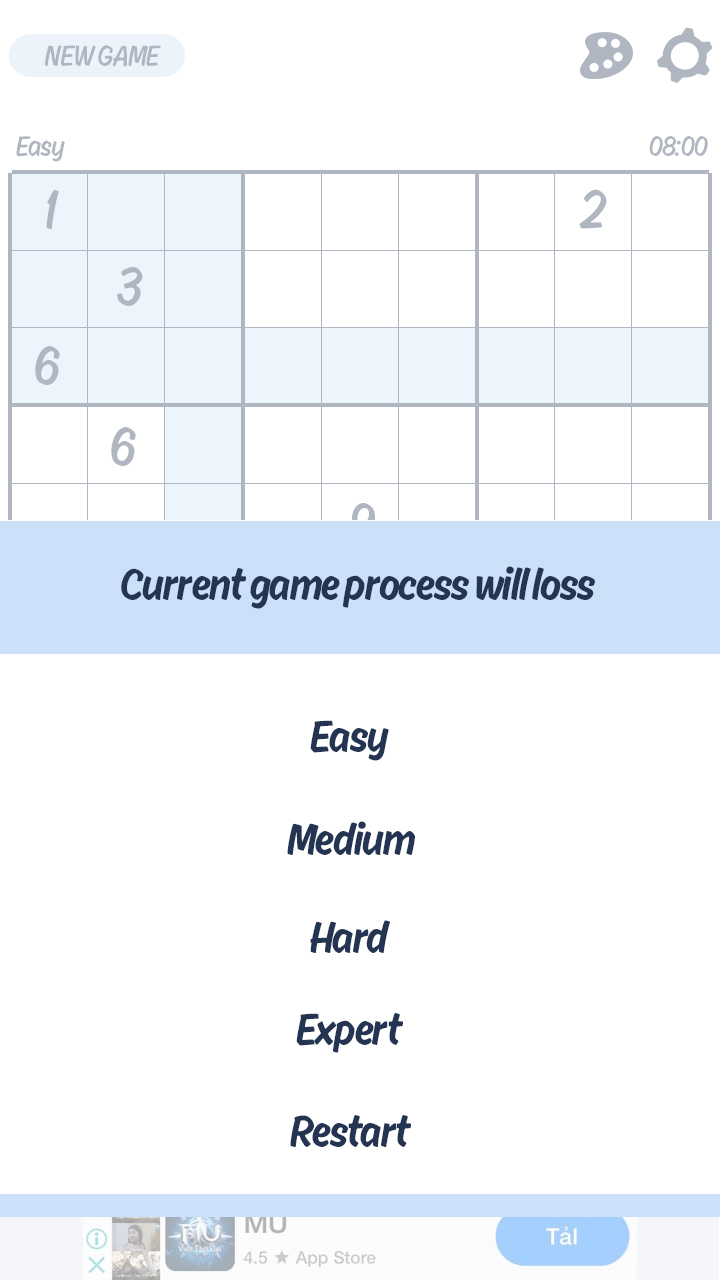 NEW GAME
Easy 08:00
1 2
3
6
6
Current game process will loss
Easy
Medium
Hard
Expert
Restart
MU
4.5 ★ App Store
Tải